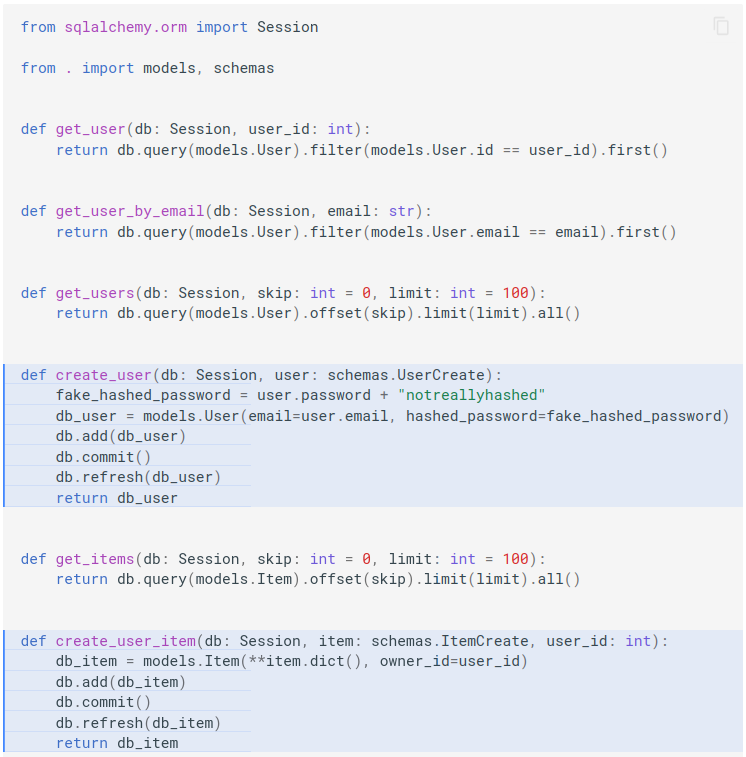 from sqlalchemy.orm import Session
from . import models, schemas
def get_user(db: Session, user_id: int):
    return db.query(models.User).filter(models.User.id == user_id).first()
def get_user_by_email(db: Session, email: str):
    return db.query(models.User).filter(models.User.email == email).first()
def get_users(db: Session, skip: int = 0, limit: int = 100):
    return db.query(models.User).offset(skip).limit(limit).all()
def create_user(db: Session, user: schemas.UserCreate):
    fake_hashed_password = user.password + "notreallyhashed"
    db_user = models.User(email=user.email, hashed_password=fake_hashed_password)
    db.add(db_user)
    db.commit()
    db.refresh(db_user)
    return db_user
def get_items(db: Session, skip: int = 0, limit: int = 100):
    return db.query(models.Item).offset(skip).limit(limit).all()
def create_user_item(db: Session, item: schemas.ItemCreate, user_id: int):
    db_item = models.Item(**item.dict(), owner_id=user_id)
    db.add(db_item)
    db.commit()
    db.refresh(db_item)
    return db_item